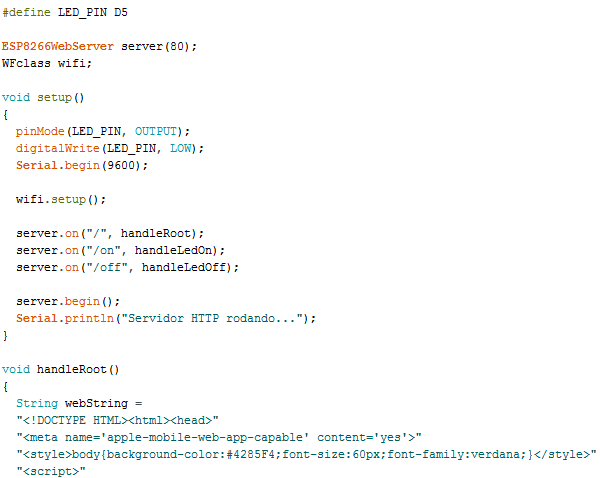 #define LED_PIN D5
ESP8266WebServer server(80);
WFclass wifi;
void setup()
{
pinMode(LED_PIN, OUTPUT);
digitalWrite(LED_PIN, LOW);
Serial.begin(9600);
wifi.setup();
server.on("/", handleRoot);
server.on("/on", handleLedOn);
server.on("/off", handleLedOff);
server.begin();
Serial.println("Servidor HTTP rodando...");
}
void handleRoot()
{
String webString =
"<!DOCTYPE HTML><html><head>"
"<meta name='apple-mobile-web-app-capable' content='yes'>"
"<style>body{background-color:#4285F4;font-size:60px;font-family:verdana;}</style>"
"<script>"